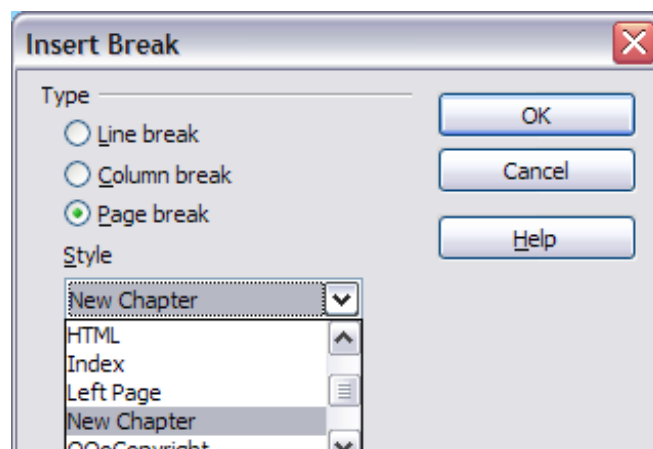 Insert Break
Type
Line break
Column break
Page break
Style
New Chapter
HTML
Index
Left Page
New Chapter
OOoCopyright
OK
Cancel
Help